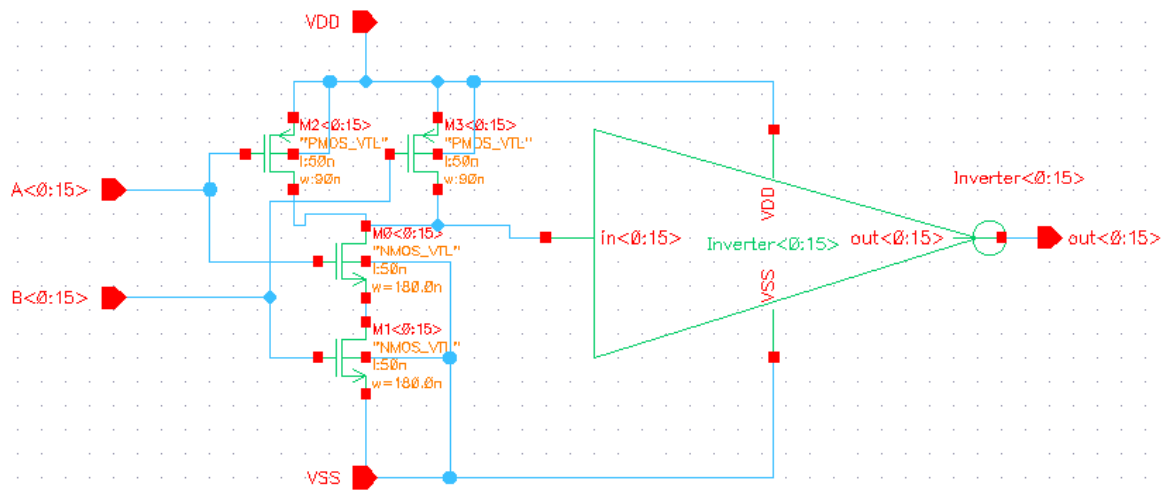 VDD
M2<0:15>
"PMOS_VTL"
l:50n
w:90n
M3<0:15>
"PMOS_VTL"
l:50n
w:90n
A<0:15>
B<0:15>
M0<0:15>
"NMOS_VTL"
l:50n
w=180.0n
M1<0:15>
"NMOS_VTL"
l:50n
w=180.0n
VSS
VDD
in<0:15>
Inverter<0:15>
out<0:15>
VSS
Inverter<0:15>
out<0:15>